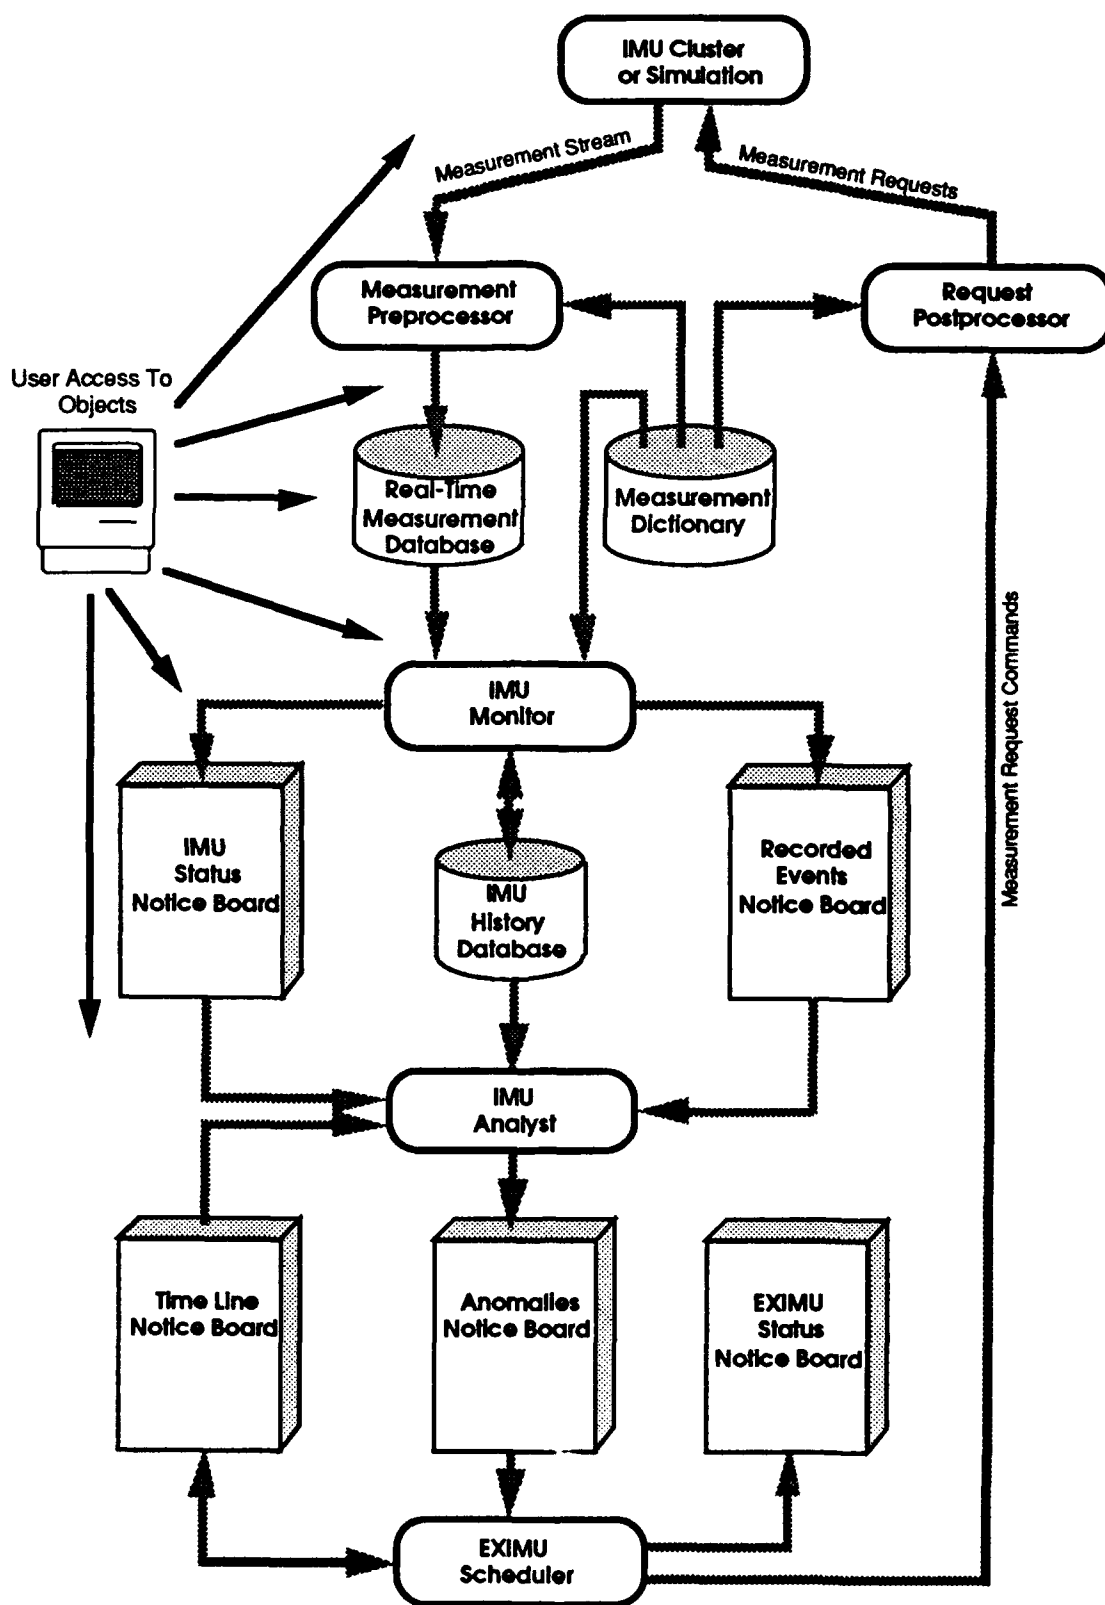 IMU Cluster
or Simulation
Measurement Stream
Measurement Requests
Measurement
Preprocessor
Request
Postprocessor
User Access To
Objects
Real-Time
Measurement
Database
Measurement
Dictionary
IMU
Monitor
Measurement Request Commands
IMU
Status
Notice Board
IMU
History
Database
Recorded
Events
Notice Board
IMU
Analyst
Time Line
Notice Board
Anomalies
Notice Board
EXIMU
Status
Notice Board
EXIMU
Scheduler